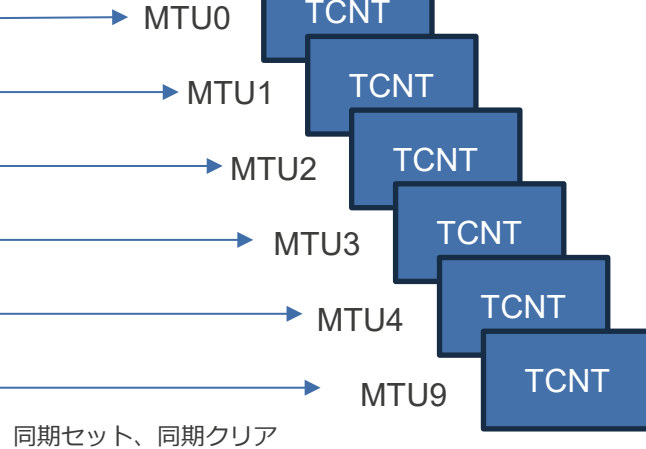 MTU0 TCNT
MTU1 TCNT
MTU2 TCNT
MTU3 TCNT
MTU4 TCNT
MTU9 TCNT
同期セット、同期クリア